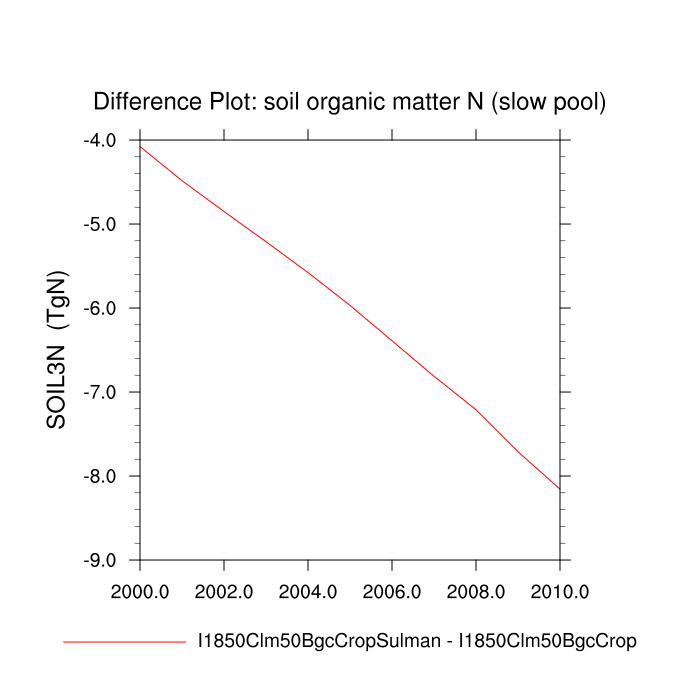 Difference Plot: soil organic matter N (slow pool)
SOIL3N (TgN)
-4.0
-5.0
-6.0
-7.0
-8.0
-9.0
2000.0 2002.0 2004.0 2006.0 2008.0 2010.0
I1850Clm50BgcCropSulman - I1850Clm50BgcCrop